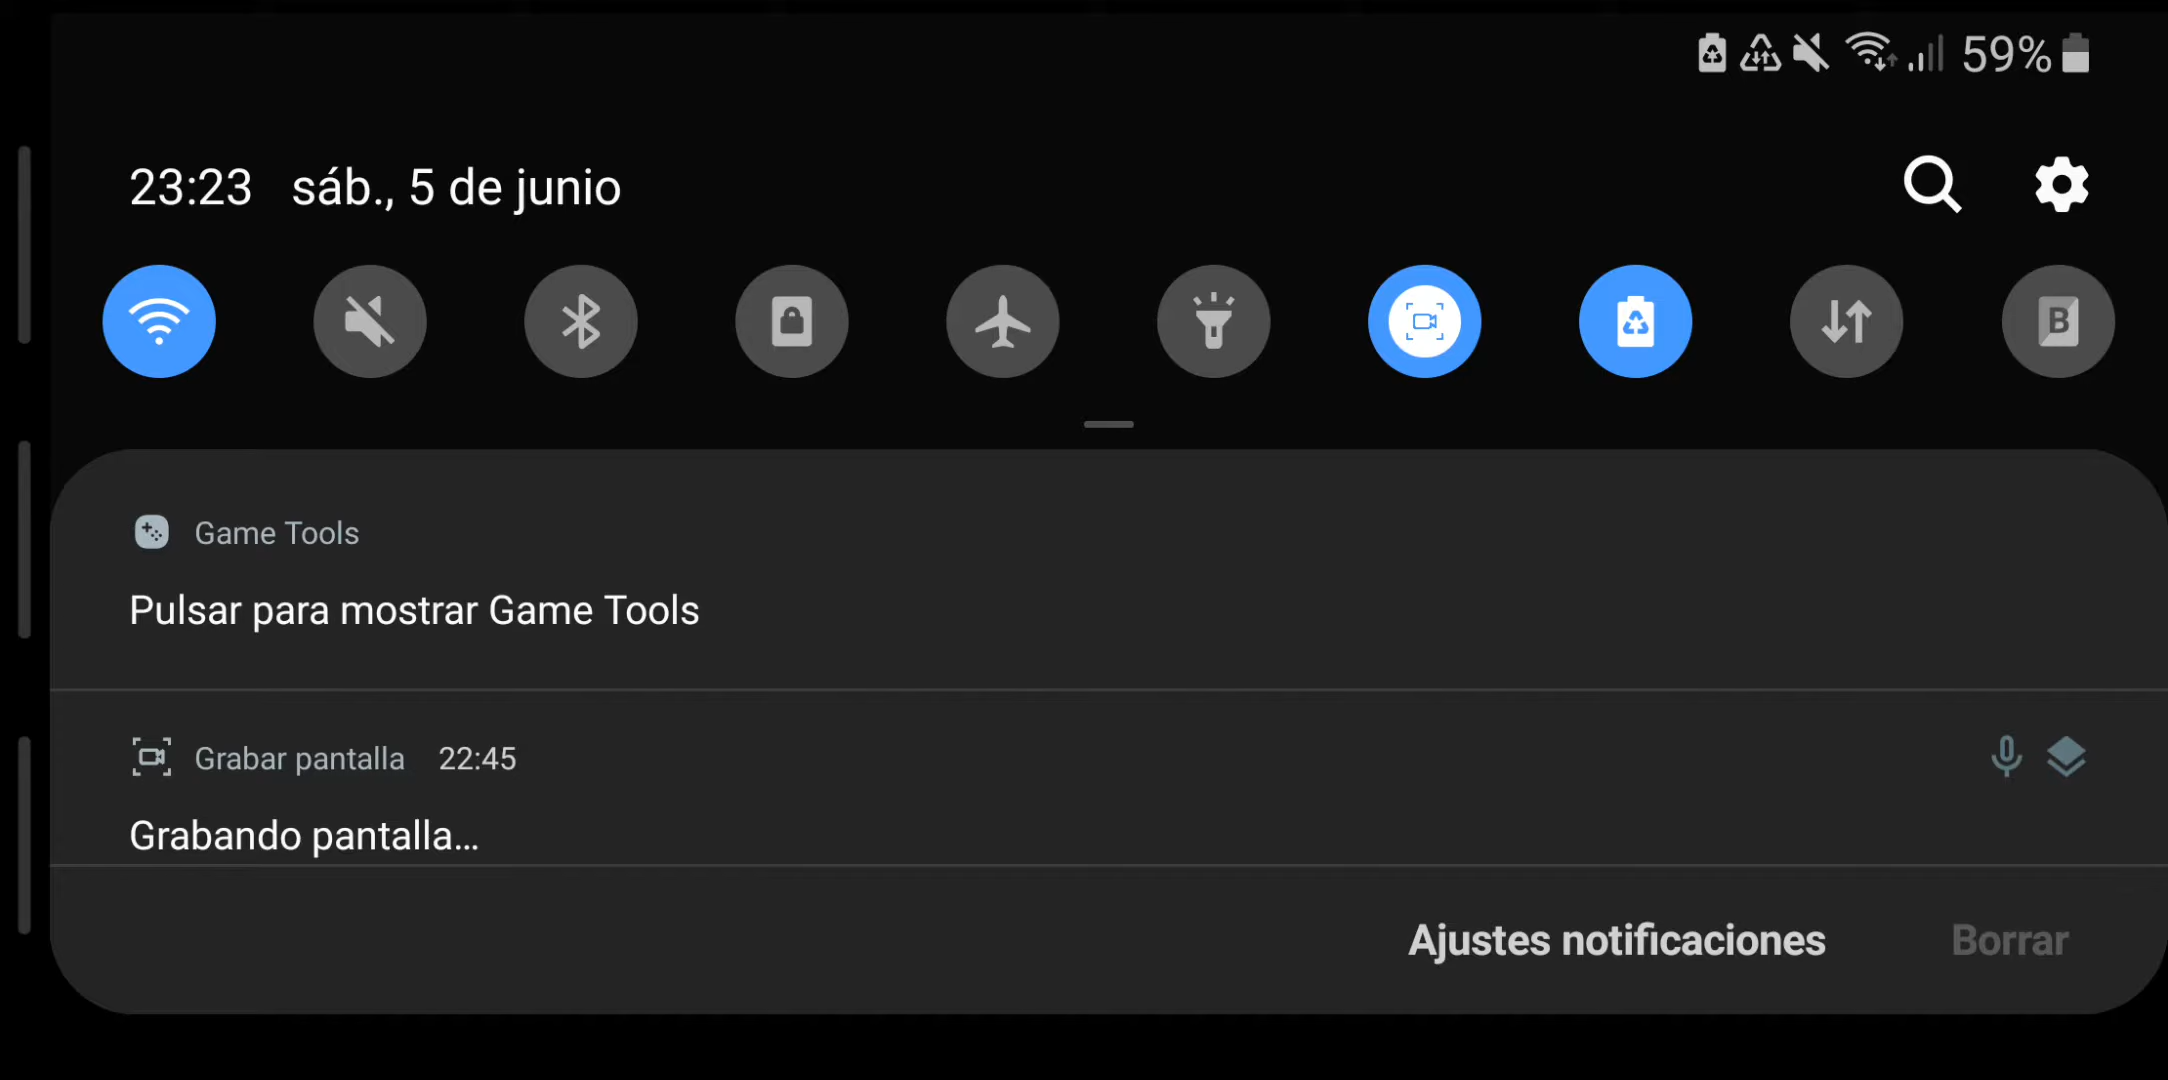 59%
23:23 sáb., 5 de junio
B
Game Tools
Pulsar para mostrar Game Tools
Grabar pantalla 22:45
Grabando pantalla...
Ajustes notificaciones Borrar